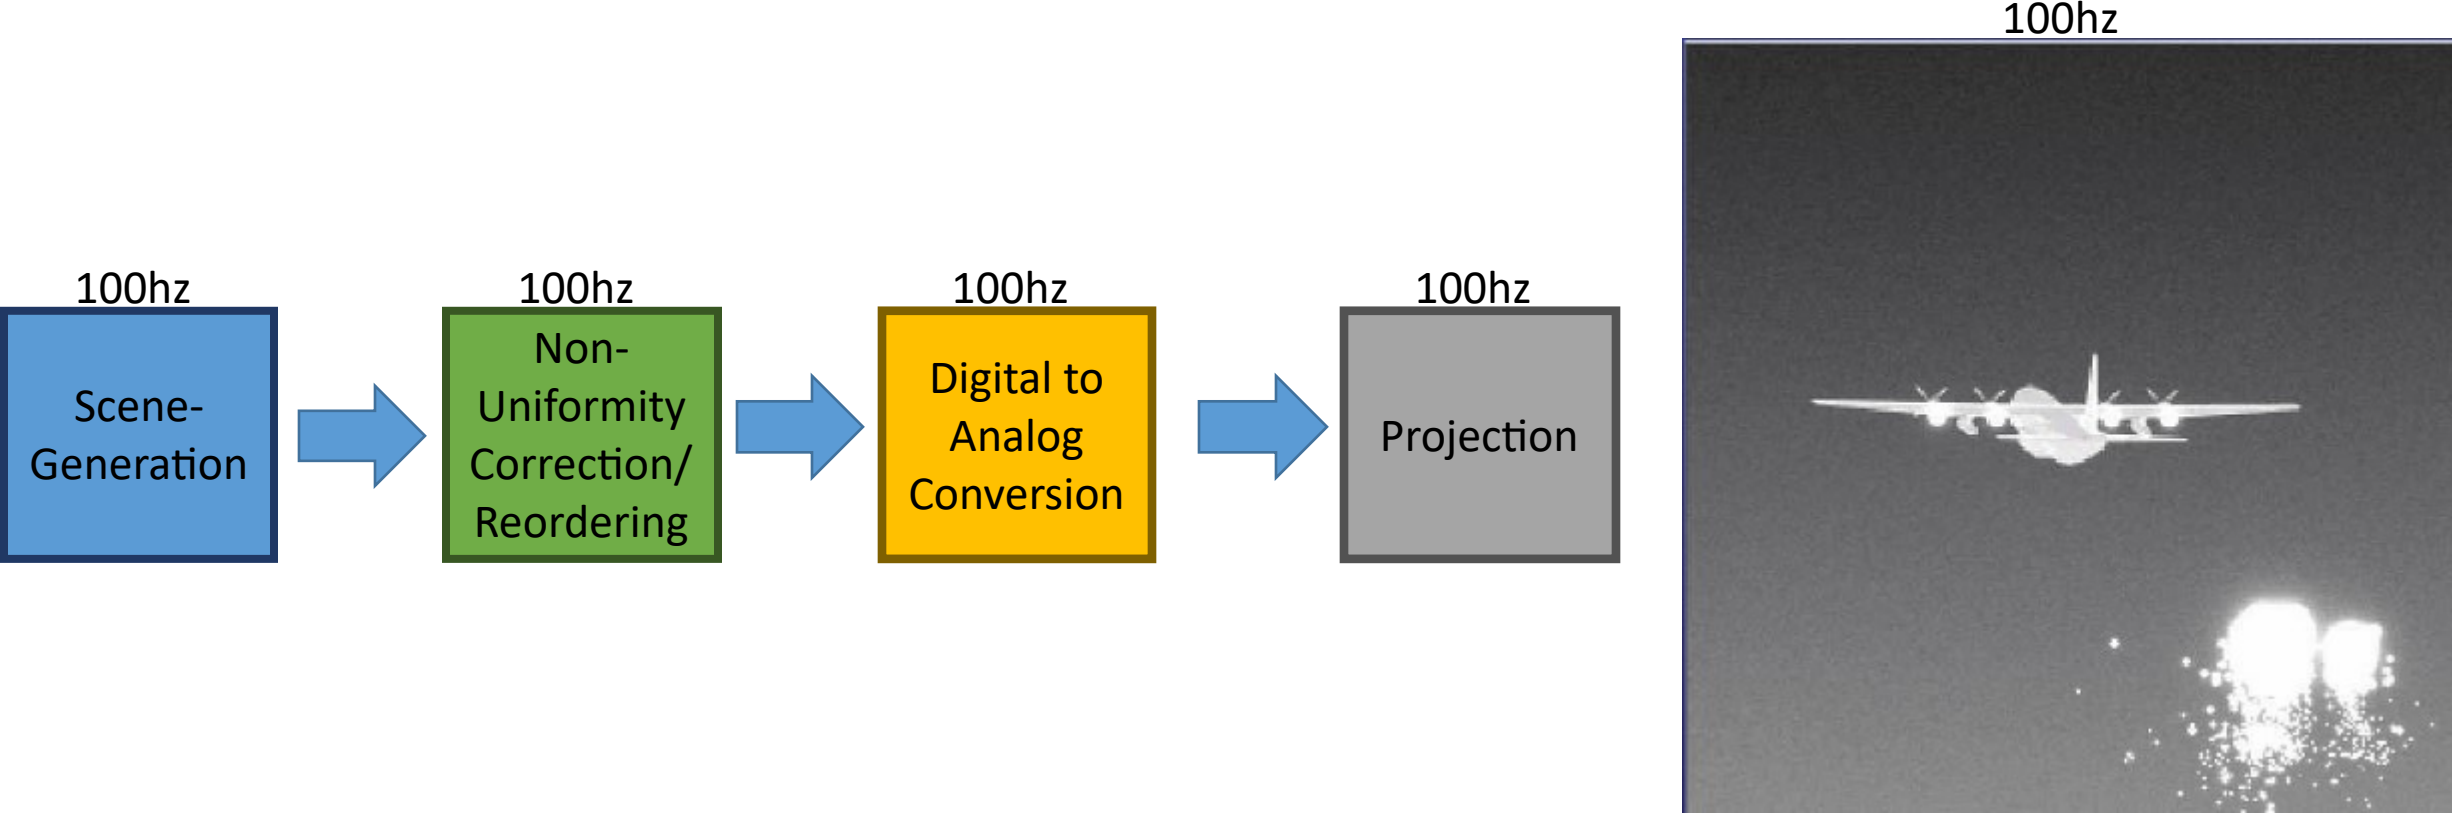 100hz
100hz
100hz
100hz
100hz
Scene-
Generation
Non-
Uniformity
Correction/
Reordering
Digital to
Analog
Conversion
Projection